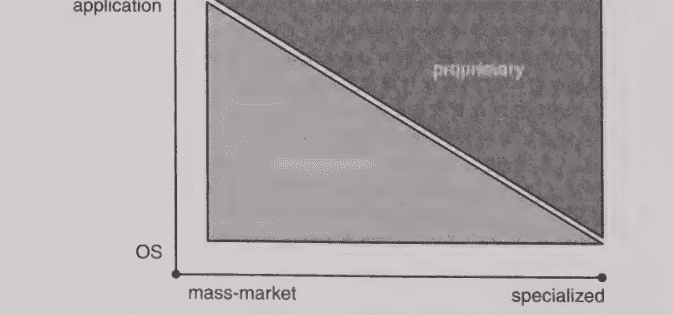 application
proprietary
OS
mass-market
specialized